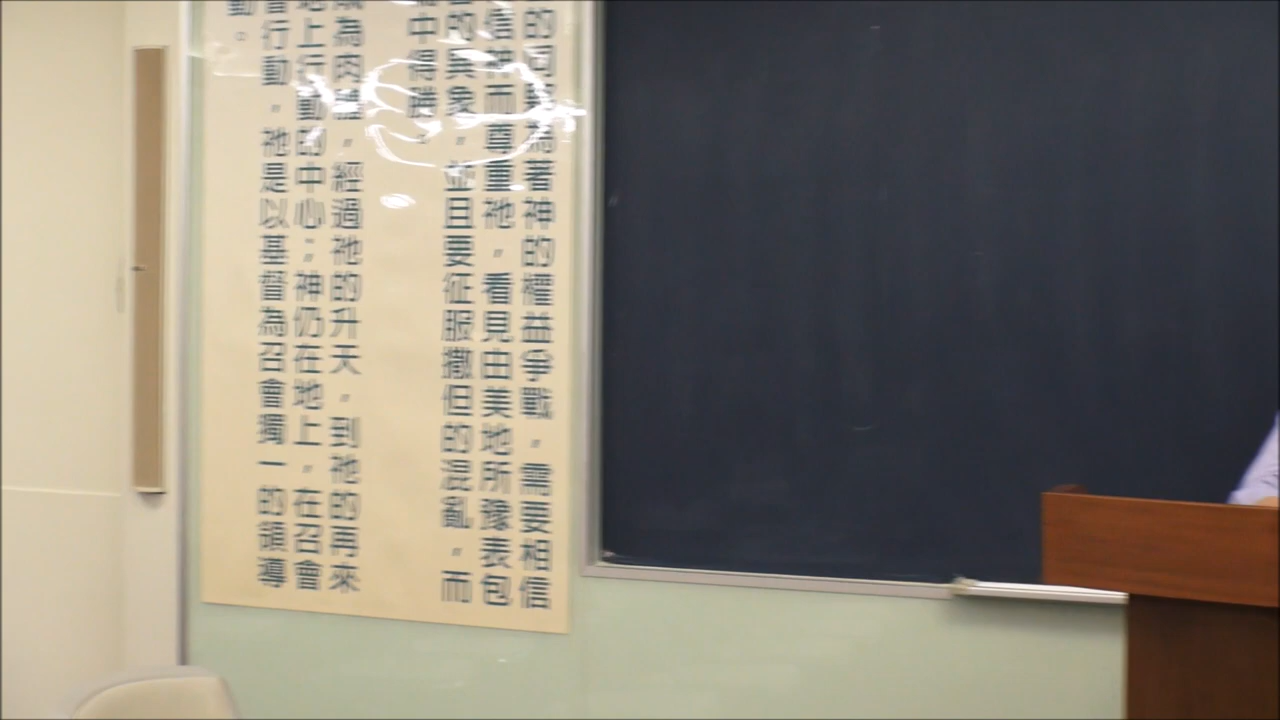 的同夥為著神的權益爭戰，需要相信
信神而尊重祂，看見由美地所豫表包
的異象，並且要征服撒但的混亂，而
中得勝。
成為肉體，經過祂的升天，到祂的再來
地上行動的中心；神仍在地上，在召會
行動。祂是以基督為召會獨一的領導
動。